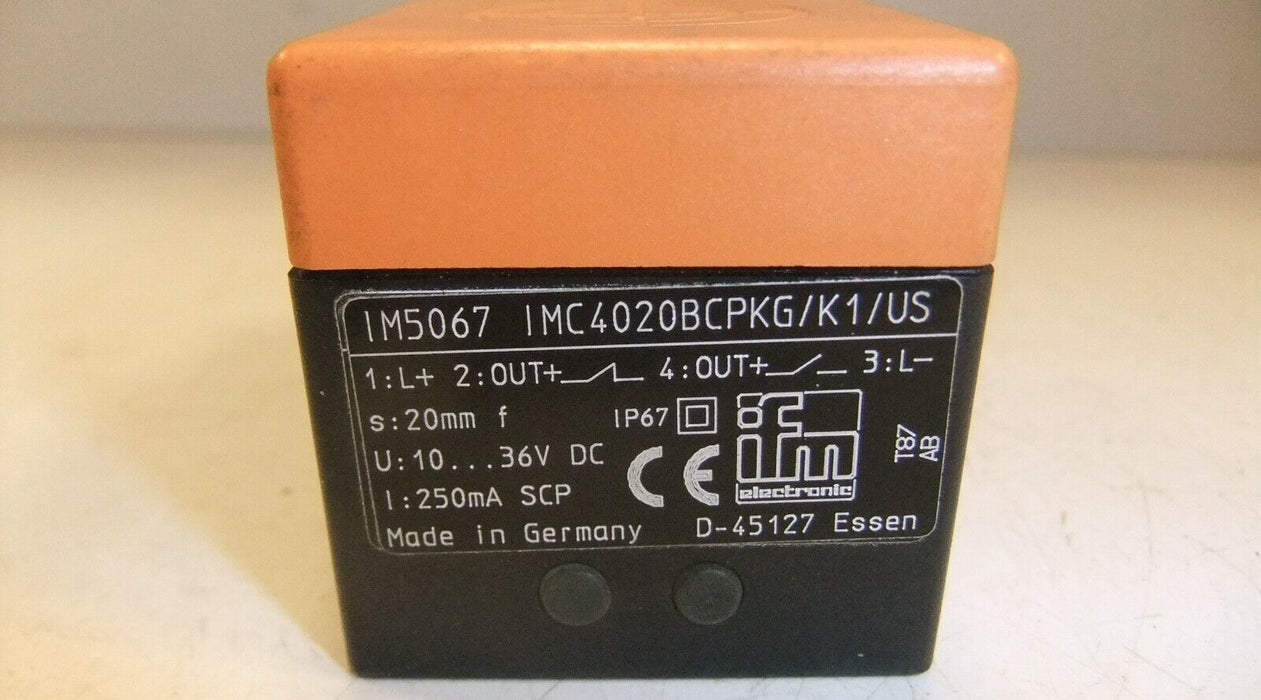 IM5067 IMC4020BCPKG/K1/US
1:L+ 2:OUT+ 4:OUT+ 3:L-
s:20mm f IP67
U:10...36V DC CE
I:250mA SCP
ifm
electronic
T87
AB
Made in Germany D-45127 Essen